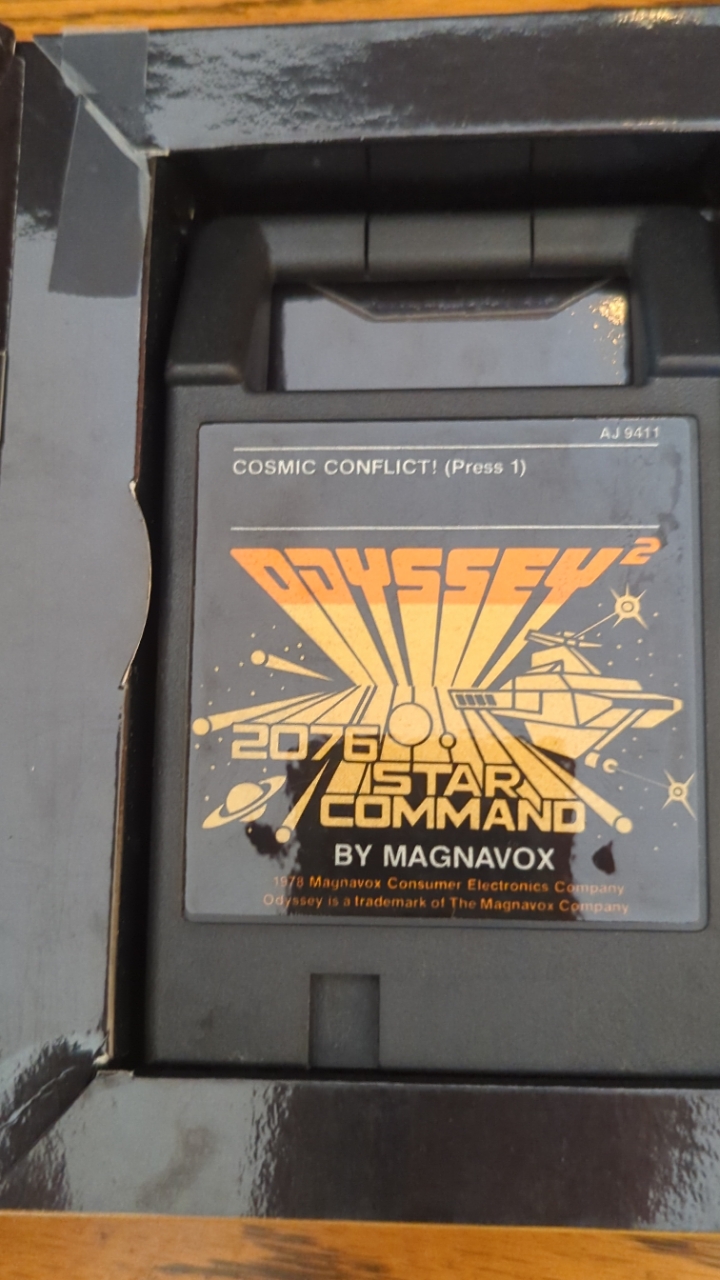 AJ 9411
COSMIC CONFLICT! (Press 1)
ODYSSEY²
2076
STAR
COMMAND
BY MAGNAVOX
1978 Magnavox Consumer Electronics Company
Odyssey is a trademark of The Magnavox Company